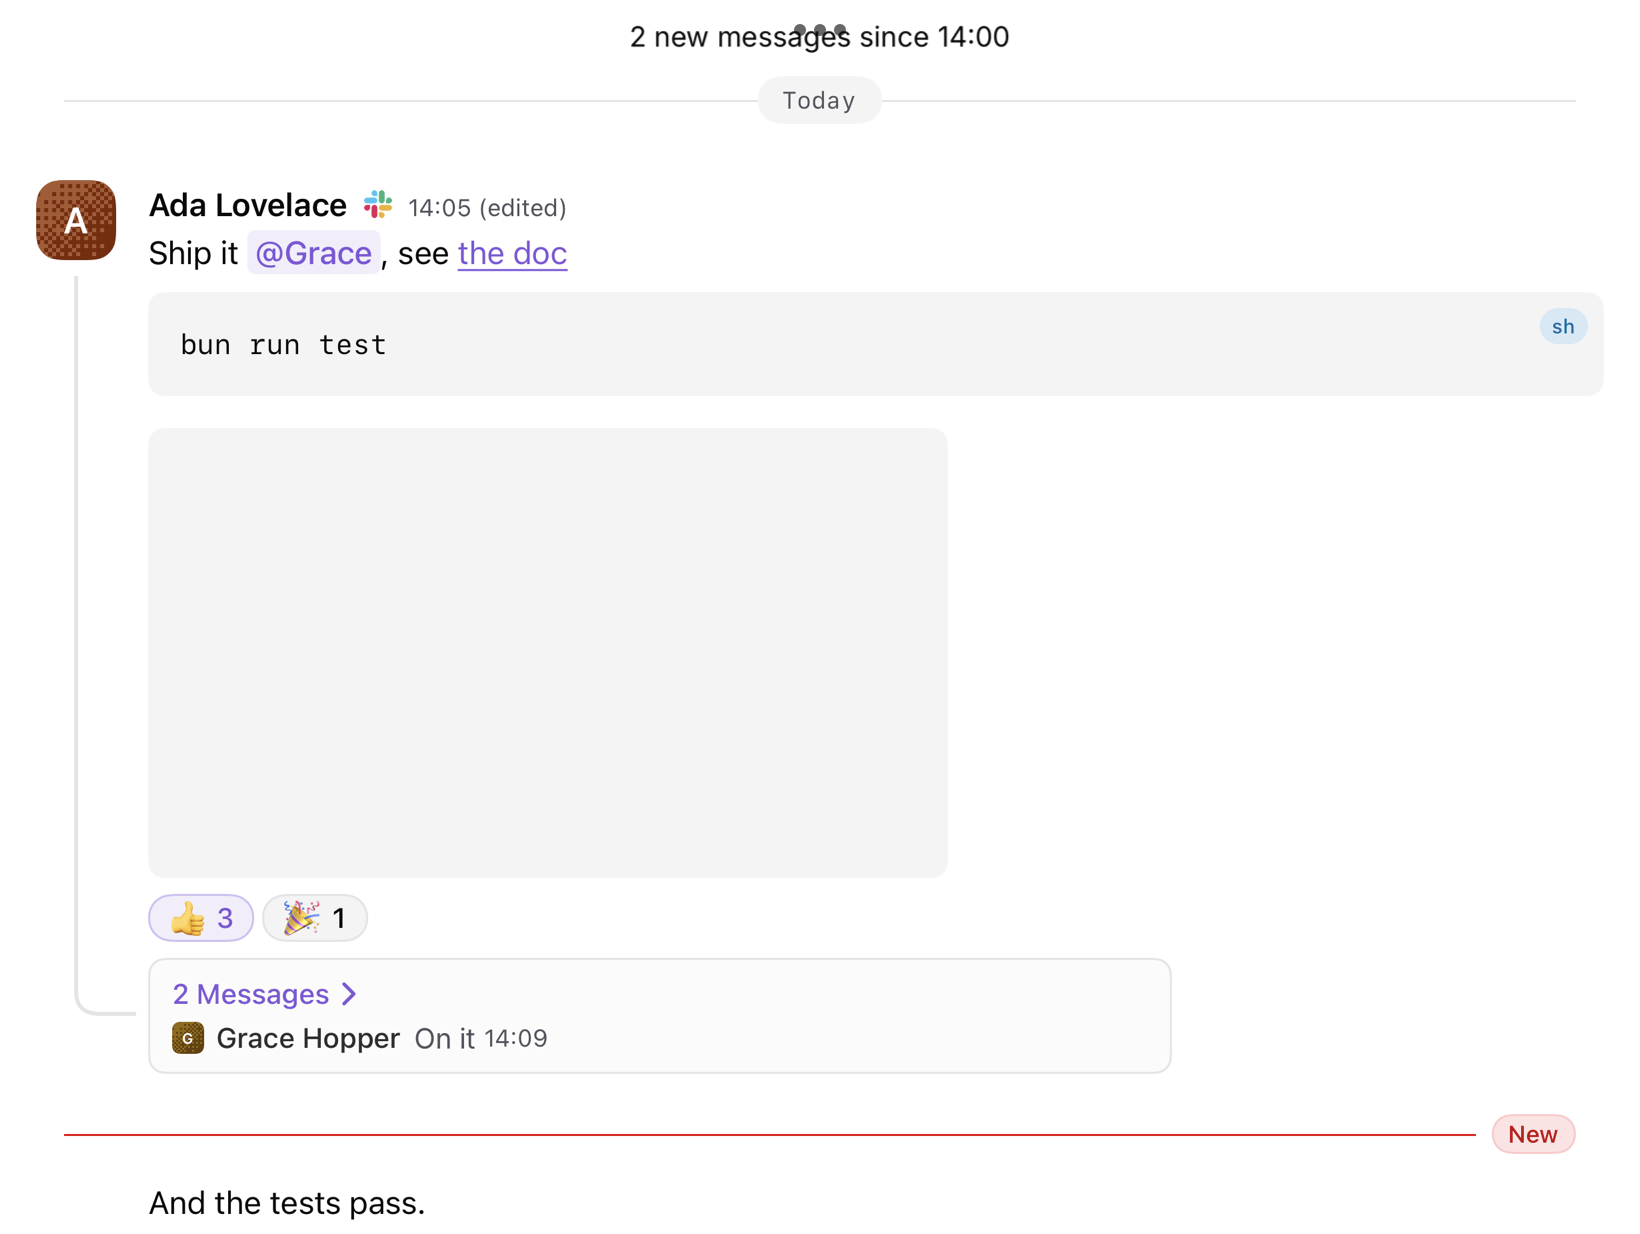 2 new messages since 14:00
Today
A
Ada Lovelace 14:05 (edited)
Ship it @Grace, see the doc
sh
bun run test
👍 3 🎉 1
2 Messages >
G Grace Hopper On it 14:09
New
And the tests pass.